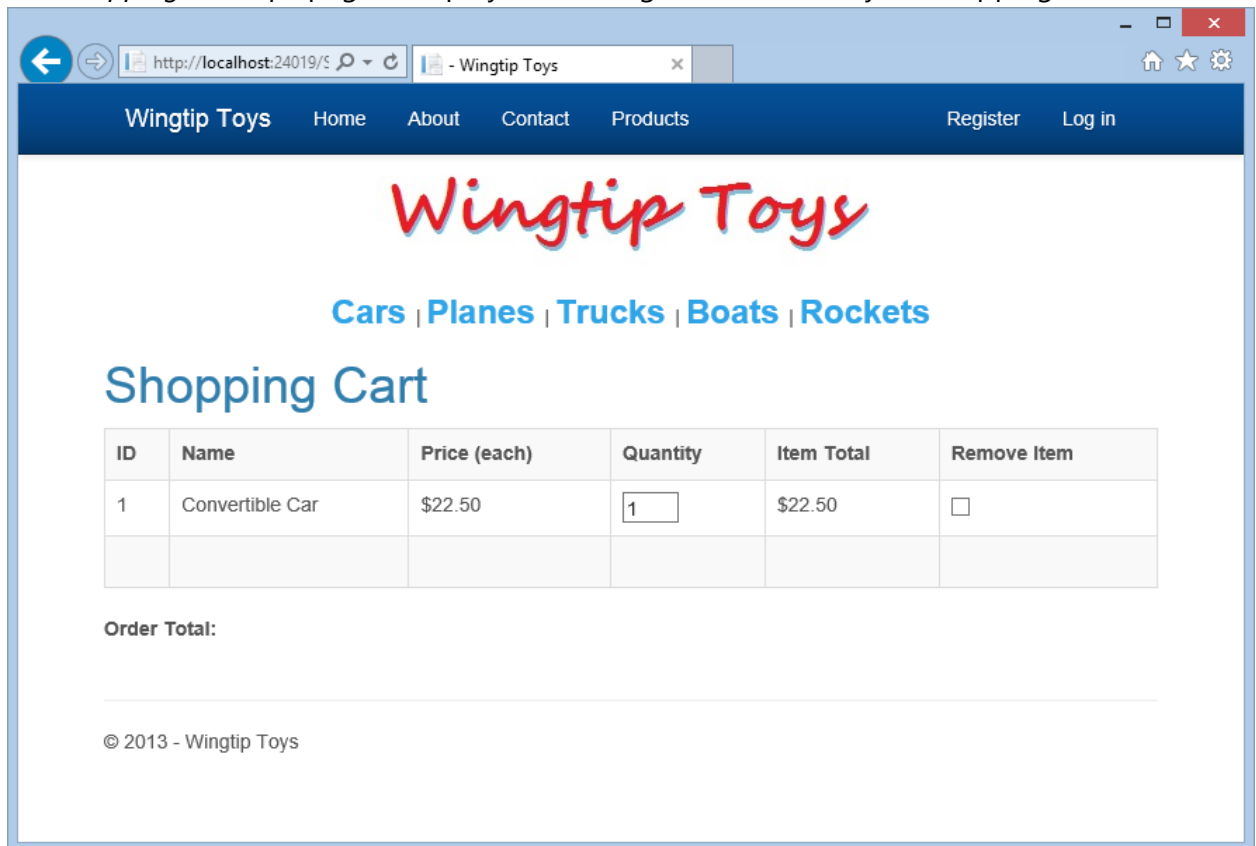 http://localhost:24019/S
- Wingtip Toys
Wingtip Toys Home About Contact Products Register Log in
Wingtip Toys
Cars | Planes | Trucks | Boats | Rockets
Shopping Cart
ID Name Price (each) Quantity Item Total Remove Item
1 Convertible Car $22.50 1 $22.50
Order Total:
© 2013 - Wingtip Toys